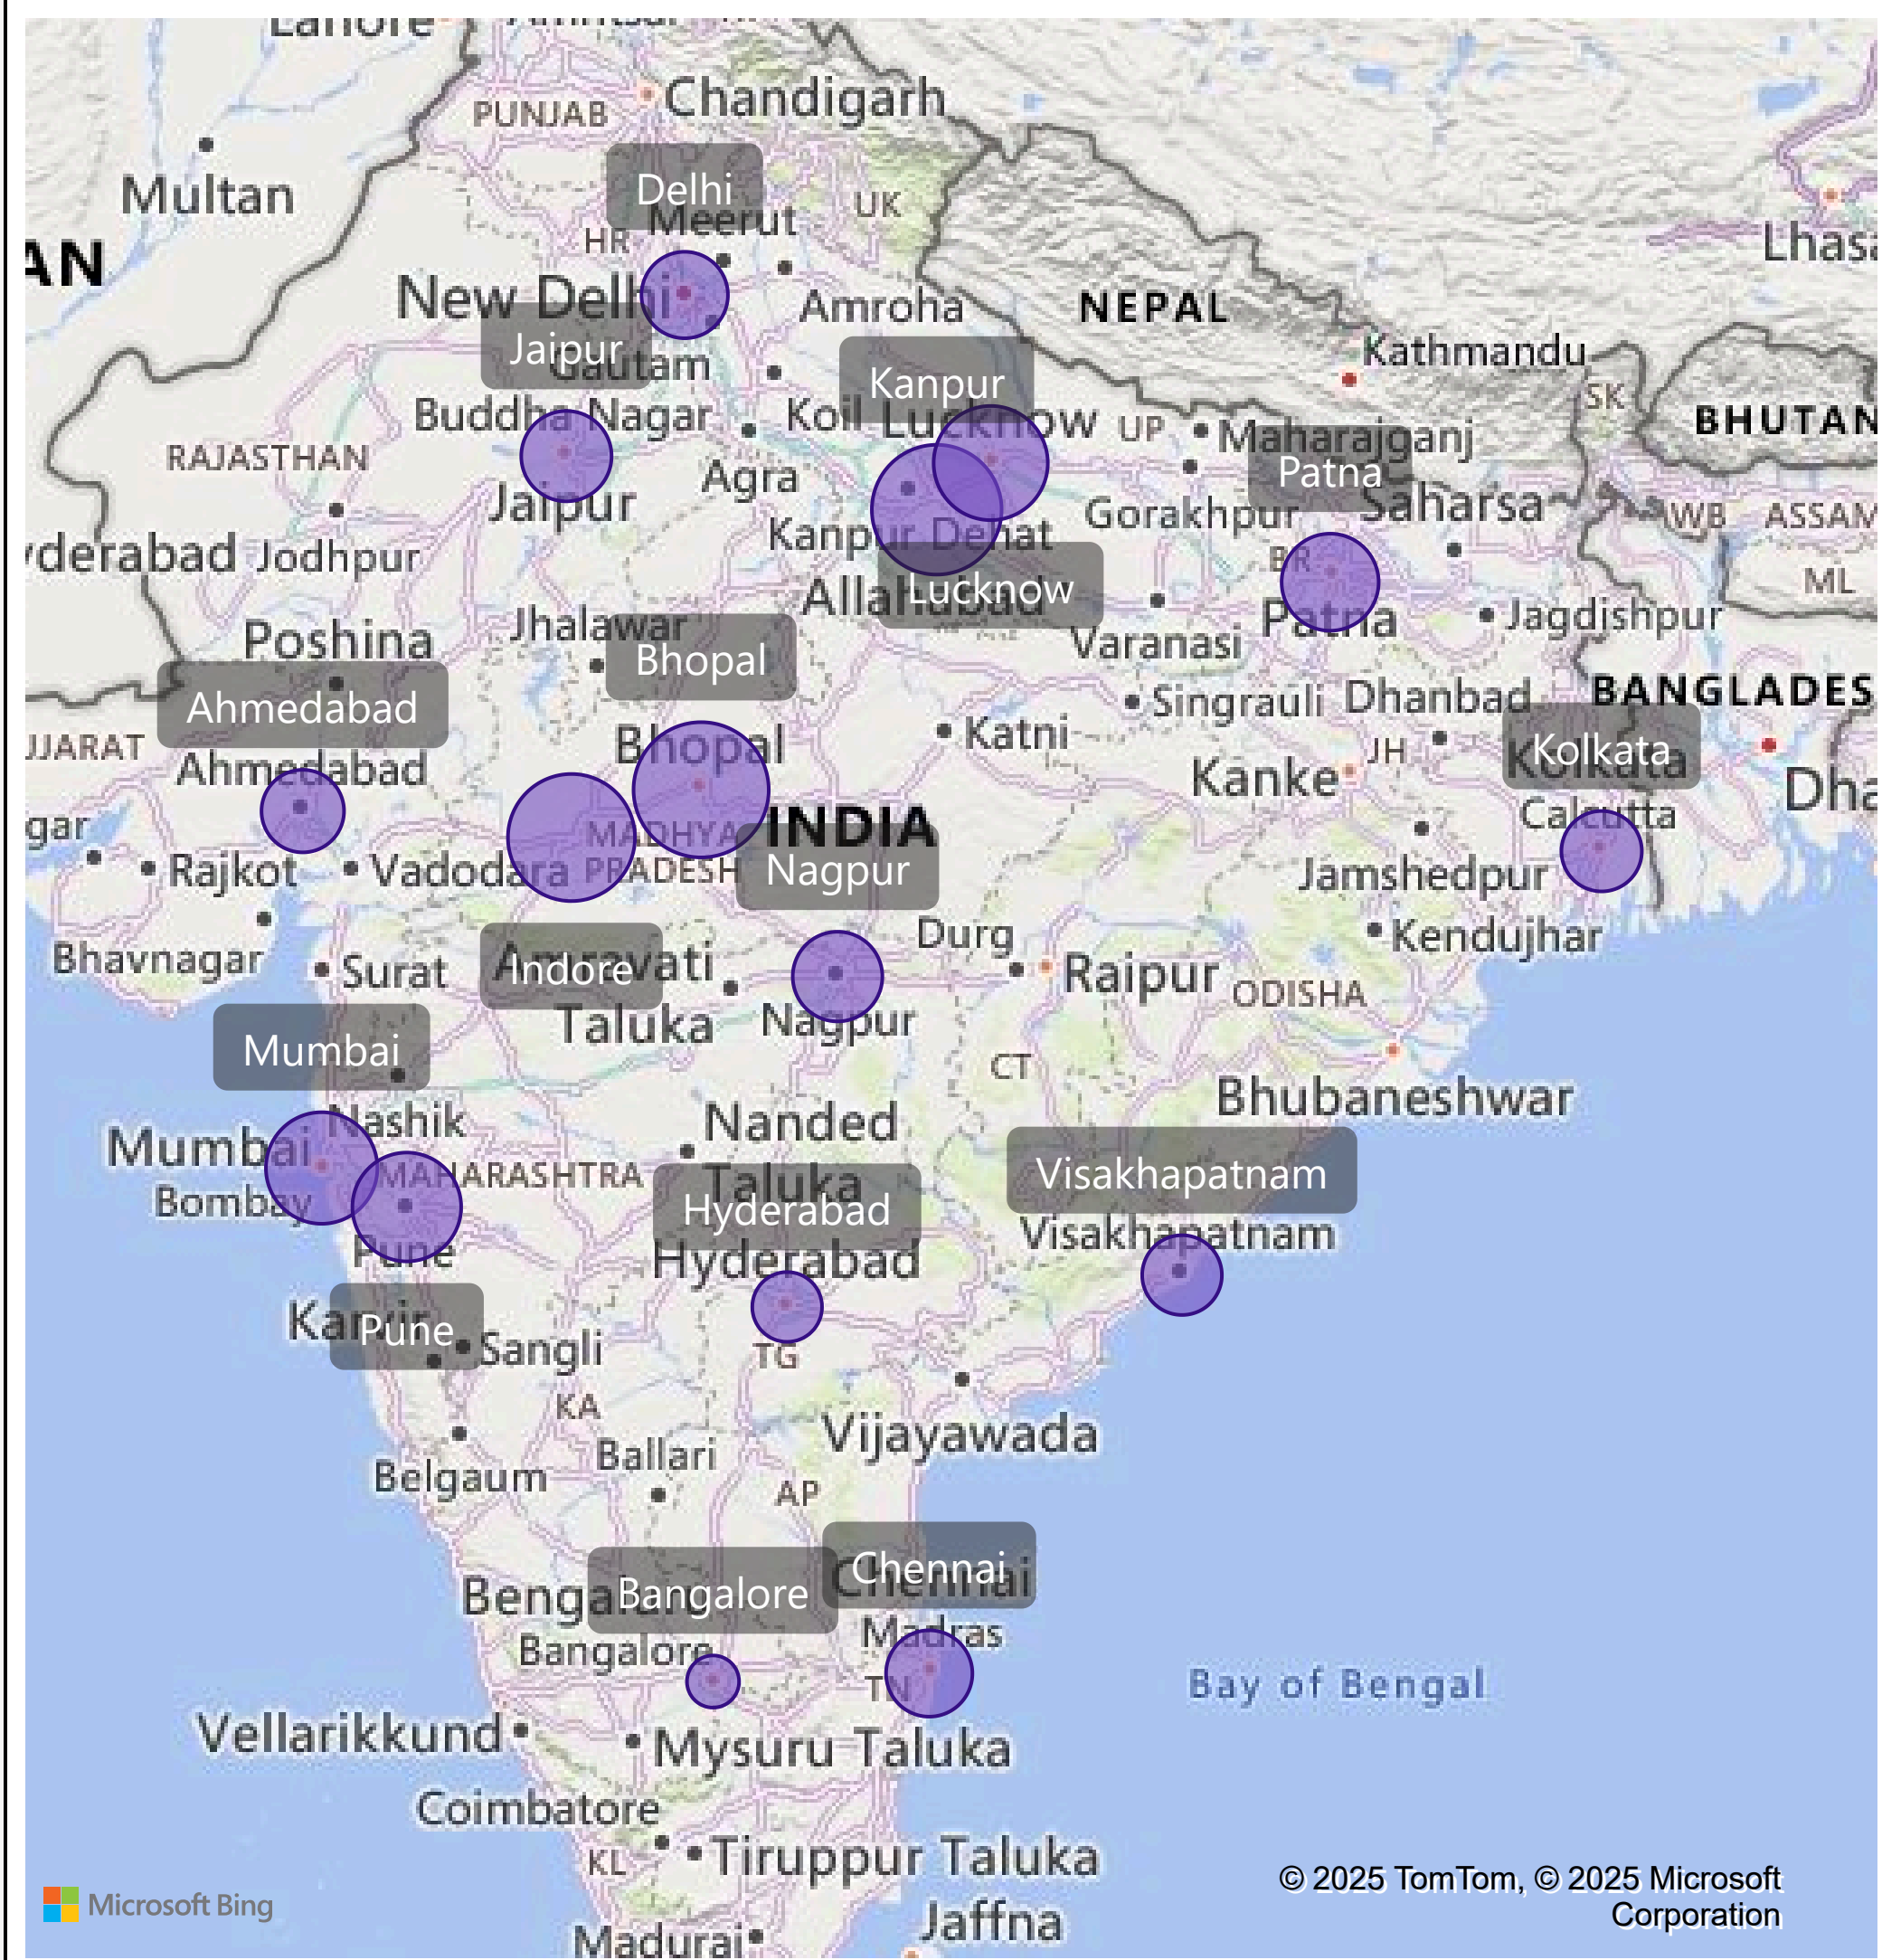 Lahore
Chandigarh
PUNJAB
Multan
Delhi
Meerut
UK
HR
AN
Lhasa
New Delhi
Amroha
NEPAL
Jaipur
Gautam
Buddha Nagar
Kathmandu
Kanpur
SK
BHUTAN
Koil
Lucknow
UP
Maharajganj
RAJASTHAN
Agra
Patna
Saharsa
Jaipur
Gorakhpur
WB
ASSAM
Kanpur Dehat
yderabad
Jodhpur
BR
ML
Lucknow
Allahabad
Patna
Jagdishpur
Poshina
Jhalawar
Bhopal
Varanasi
Singrauli
Dhanbad
BANGLADES
Ahmedabad
UJARAT
Ahmedabad
Bhopal
Katni
JH
Kolkata
Kolkata
Kanke
Calcutta
Dha
gar
MADHYA
PRADESH
INDIA
Rajkot
Vadodara
Nagpur
Jamshedpur
Durg
Kendujhar
Bhavnagar
Surat
Indore
Amravati
Taluka
Raipur
ODISHA
Nagpur
Mumbai
CT
Bhubaneshwar
Nashik
Nanded
Taluka
Mumbai
Bombay
MAHARASHTRA
Visakhapatnam
Visakhapatnam
Hyderabad
Hyderabad
Pune
Pune
Sangli
TG
KA
Vijayawada
Ballari
Belgaum
AP
Chennai
Chennai
Bangalore
Madras
Bangalore
TN
Bay of Bengal
Vellarikkund
Mysuru Taluka
Coimbatore
KL
Tiruppur Taluka
© 2025 TomTom, © 2025 Microsoft
Corporation
Microsoft Bing
Jaffna
Madurai